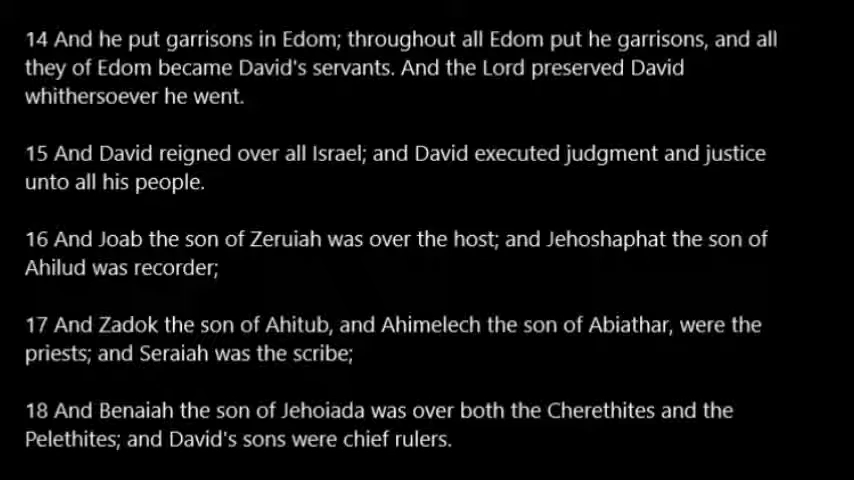 14 And he put garrisons in Edom; throughout all Edom put he garrisons, and all
they of Edom became David's servants. And the Lord preserved David
whithersoever he went.
15 And David reigned over all Israel; and David executed judgment and justice
unto all his people.
16 And Joab the son of Zeruiah was over the host; and Jehoshaphat the son of
Ahilud was recorder;
17 And Zadok the son of Ahitub, and Ahimelech the son of Abiathar, were the
priests; and Seraiah was the scribe;
18 And Benaiah the son of Jehoiada was over both the Cherethites and the
Pelethites; and David's sons were chief rulers.